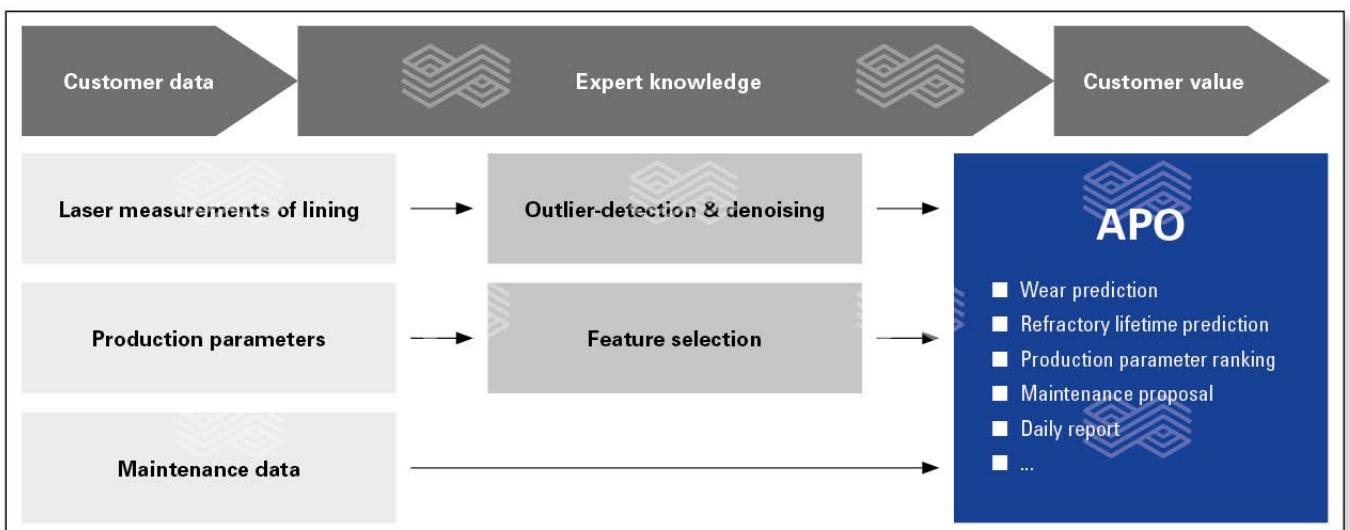 Customer data
Expert knowledge
Customer value
Laser measurements of lining
Outlier-detection & denoising
APO
Wear prediction
Refractory lifetime prediction
Production parameter ranking
Maintenance proposal
Daily report
...
Production parameters
Feature selection
Maintenance data